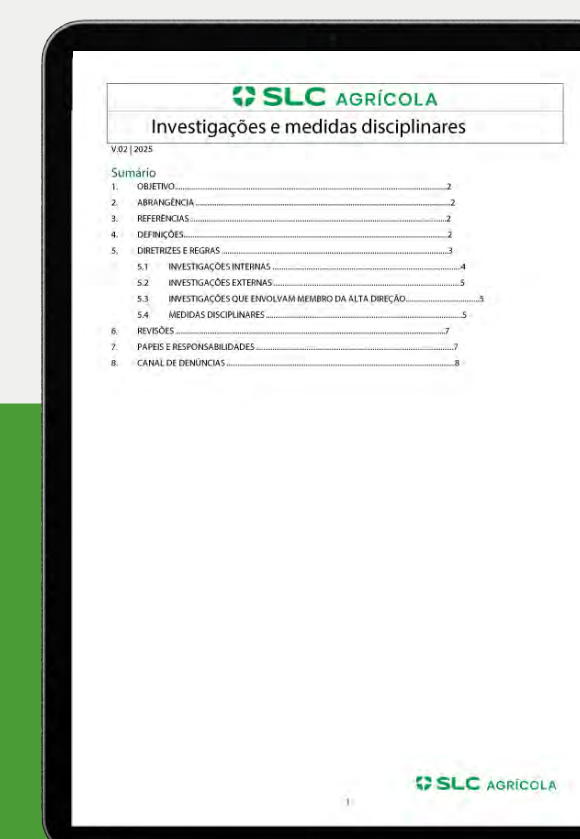 SLC AGRÍCOLA
Investigações e medidas disciplinares
V.02 | 2025
Sumário
1. OBJETIVO.....2
2. ABRANGÊNCIA.....2
3. REFERÊNCIAS.....2
4. DEFINIÇÕES.....2
5. DIRETRIZES E REGRAS.....3
5.1 INVESTIGAÇÕES INTERNAS.....4
5.2 INVESTIGAÇÕES EXTERNAS.....5
5.3 INVESTIGAÇÕES QUE ENVOLVAM MEMBRO DA ALTA DIREÇÃO.....5
5.4 MEDIDAS DISCIPLINARES.....5
6. REVISÕES.....7
7. PAPEIS E RESPONSABILIDADES.....7
8. CANAL DE DENÚNCIAS.....8
SLC AGRÍCOLA
1